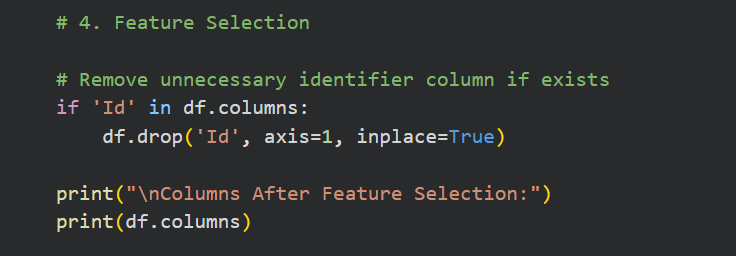 # 4. Feature Selection
# Remove unnecessary identifier column if exists
if 'Id' in df.columns:
    df.drop('Id', axis=1, inplace=True)
print("\nColumns After Feature Selection:")
print(df.columns)